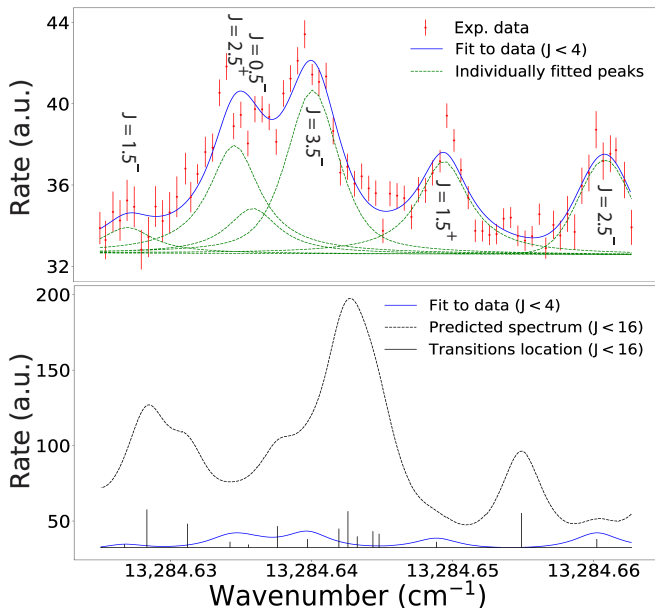 44
40
36
32
Rate (a.u.)
Exp. data
Fit to data (J < 4)
Individually fitted peaks
J = 1.5⁻
J = 2.5⁺
J = 0.5⁻
J = 3.5⁻
J = 1.5⁺
J = 2.5⁻
200
150
100
50
Rate (a.u.)
Fit to data (J < 4)
Predicted spectrum (J < 16)
Transitions location (J < 16)
13,284.63 13,284.64 13,284.65 13,284.66
Wavenumber (cm⁻¹)